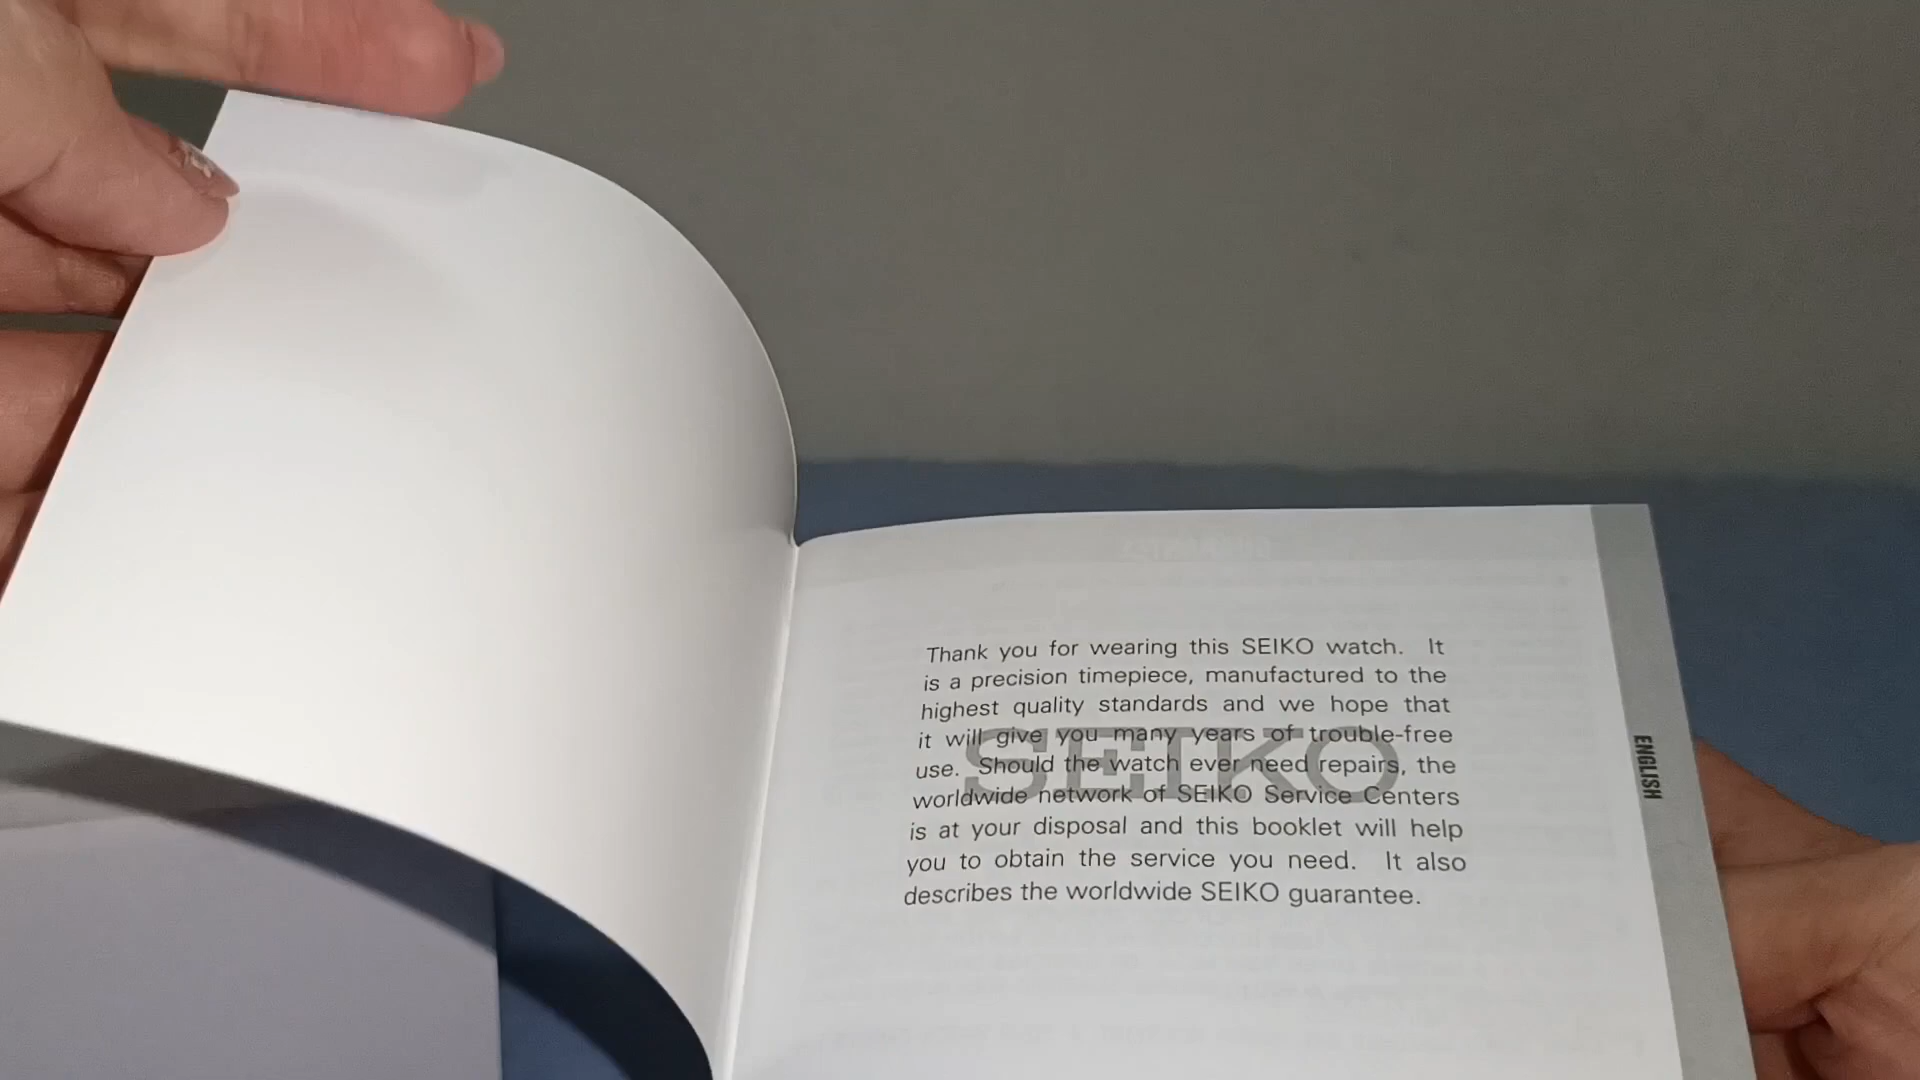 Thank you for wearing this SEIKO watch. It
is a precision timepiece, manufactured to the
highest quality standards and we hope that
it will give you many years of trouble-free
use. Should the watch ever need repairs, the
worldwide network of SEIKO Service Centers
is at your disposal and this booklet will help
you to obtain the service you need. It also
describes the worldwide SEIKO guarantee.
SEIKO
ENGLISH